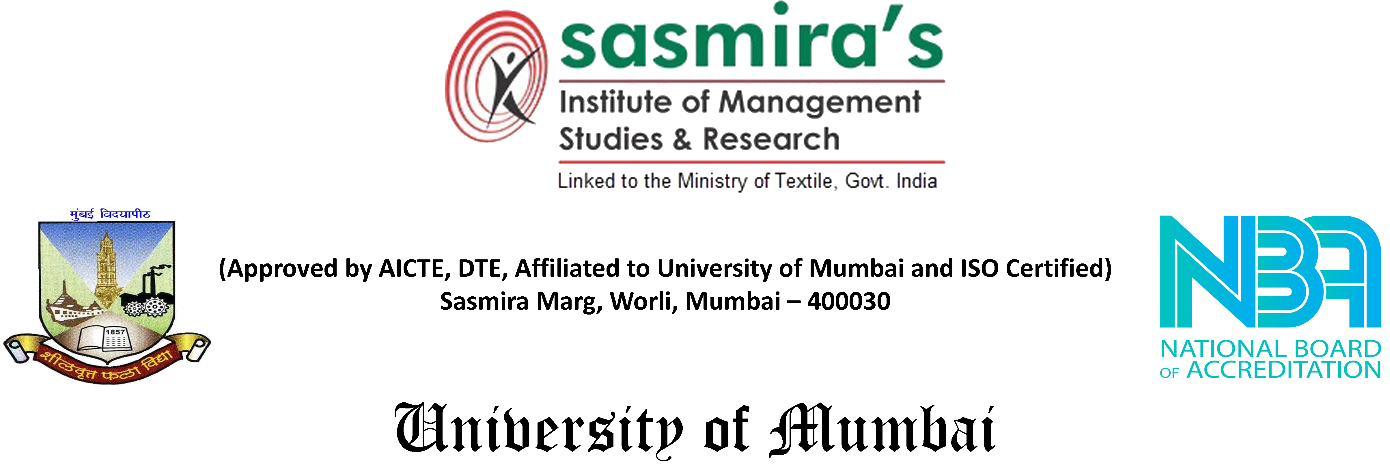 sasmira's
Institute of Management
Studies & Research
Linked to the Ministry of Textile, Govt. India
मुंबई विद्यापीठ
1857
शीलवृत्त फला विद्या
(Approved by AICTE, DTE, Affiliated to University of Mumbai and ISO Certified)
Sasmira Marg, Worli, Mumbai – 400030
NBA
NATIONAL BOARD
OF ACCREDITATION
University of Mumbai